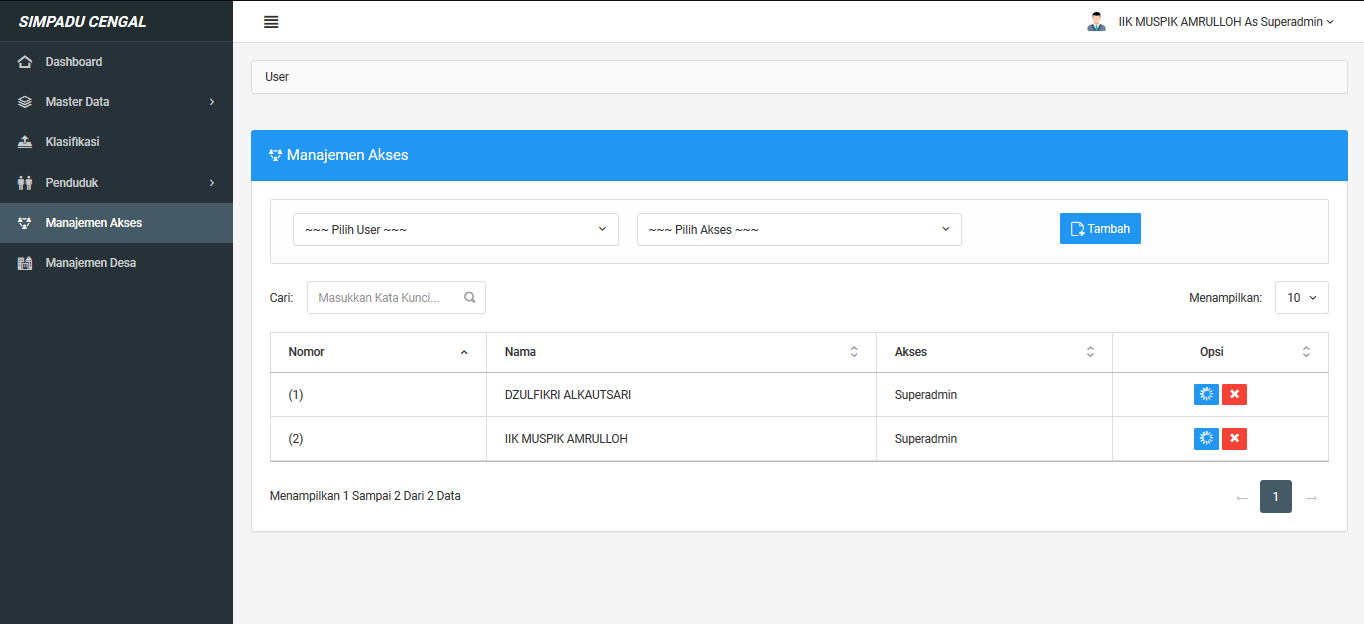 SIMPADU CENGAL
IIK MUSPIK AMRULLOH As Superadmin
Dashboard
Master Data
Klasifikasi
Penduduk
Manajemen Akses
Manajemen Desa
User
Manajemen Akses
~~~ Pilih User ~~~ ~~~ Pilih Akses ~~~ Tambah
Cari: Masukkan Kata Kunci... Menampilkan: 10
Nomor Nama Akses Opsi
(1) DZULFIKRI ALKAUTSARI Superadmin
(2) IIK MUSPIK AMRULLOH Superadmin
Menampilkan 1 Sampai 2 Dari 2 Data ← 1 →